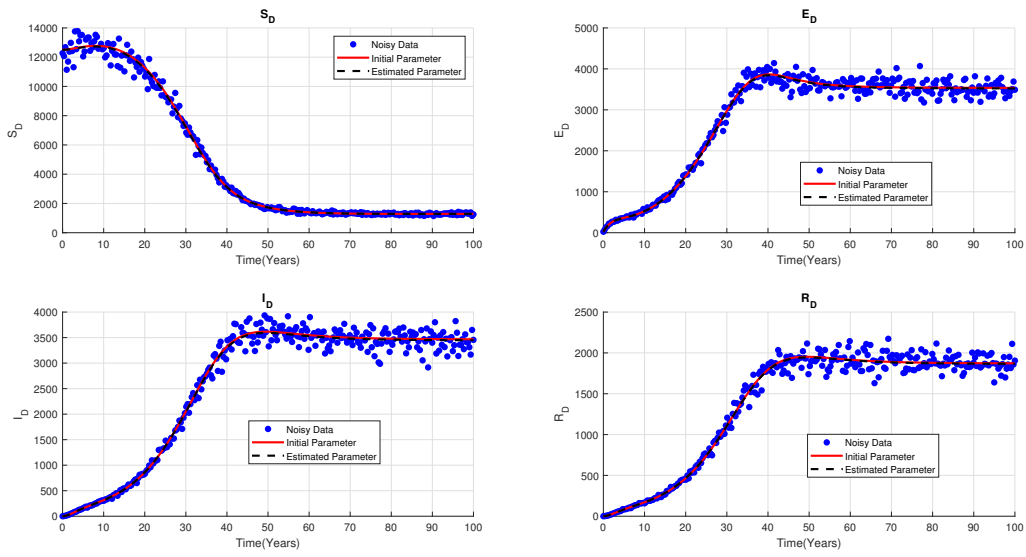 S_D
14000
12000
10000
8000
6000
4000
2000
0
S_D
Noisy Data
Initial Parameter
Estimated Parameter
0 10 20 30 40 50 60 70 80 90 100
Time(Years)
E_D
5000
4000
3000
2000
1000
0
E_D
Noisy Data
Initial Parameter
Estimated Parameter
0 10 20 30 40 50 60 70 80 90 100
Time(Years)
I_D
4000
3500
3000
2500
2000
1500
1000
500
0
I_D
Noisy Data
Initial Parameter
Estimated Parameter
0 10 20 30 40 50 60 70 80 90 100
Time(Years)
R_D
2500
2000
1500
1000
500
0
R_D
Noisy Data
Initial Parameter
Estimated Parameter
0 10 20 30 40 50 60 70 80 90 100
Time(Years)